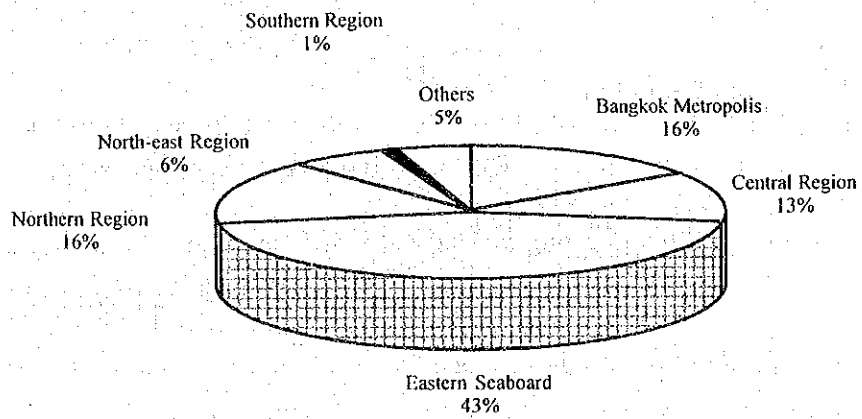 Southern Region
1%
Others
5%
Bangkok Metropolis
16%
North-east Region
6%
Central Region
13%
Northern Region
16%
Eastern Seaboard
43%